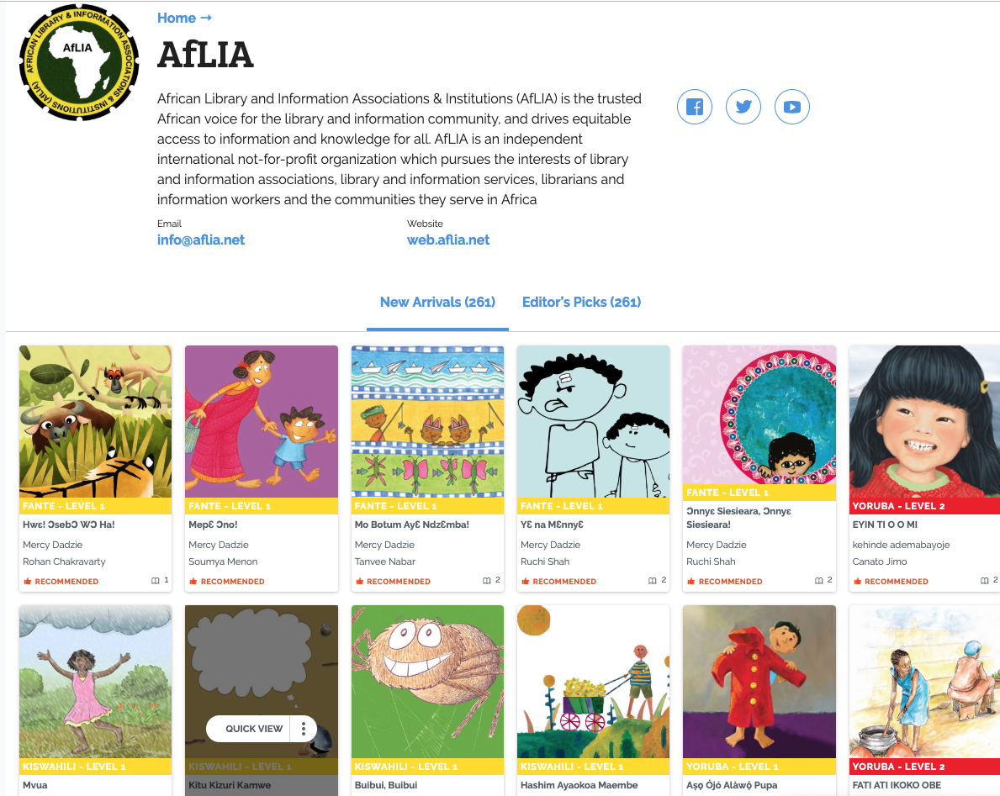 AFRICAN LIBRARY & INFORMATION ASSOCIATIONS & INSTITUTIONS (AfLIA)
AfLIA
Home →
AfLIA
African Library and Information Associations & Institutions (AfLIA) is the trusted
African voice for the library and information community, and drives equitable
access to information and knowledge for all. AfLIA is an independent
international not-for-profit organization which pursues the interests of library
and information associations, library and information services, librarians and
information workers and the communities they serve in Africa
Email
info@aflia.net
Website
web.aflia.net
New Arrivals (261)
Editor's Picks (261)
FANTE - LEVEL 1
Hwɛ! ƆsebƆ WƆ Ha!
Mercy Dadzie
Rohan Chakravarty
RECOMMENDED
1
FANTE - LEVEL 1
MepƐ Ɔno!
Mercy Dadzie
Soumya Menon
RECOMMENDED
FANTE - LEVEL 1
Mo Botum AyƐ NdzƐmba!
Mercy Dadzie
Tanvee Nabar
RECOMMENDED
2
FANTE - LEVEL 1
YƐ na MƐnnyƐ
Mercy Dadzie
Ruchi Shah
RECOMMENDED
2
FANTE - LEVEL 1
Ɔnnyɛ Siesieara, Ɔnnyɛ
Siesieara!
Mercy Dadzie
Ruchi Shah
RECOMMENDED
2
YORUBA - LEVEL 2
EYIN TI O O MI
kehinde ademabayoje
Canato Jimo
RECOMMENDED
2
KISWAHILI - LEVEL 1
Mvua
QUICK VIEW
KISWAHILI - LEVEL 1
Kitu Kizuri Kamwe
KISWAHILI - LEVEL 1
Buibui, Buibui
KISWAHILI - LEVEL 1
Hashim Ayaokoa Maembe
YORUBA - LEVEL 1
Aṣọ Òjó Aláwọ̀ Pupa
YORUBA - LEVEL 2
FATI ATI IKOKO OBE